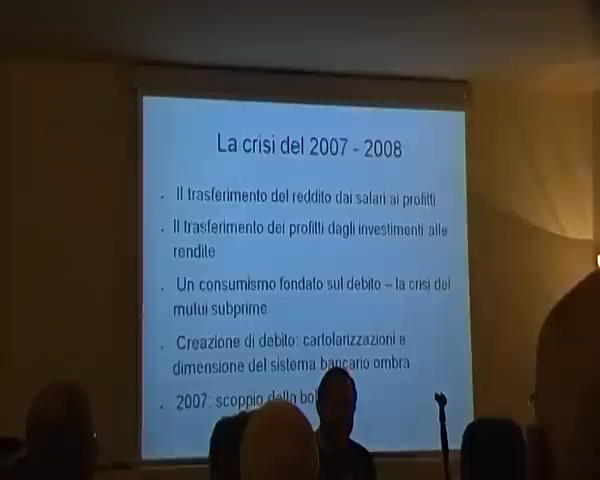 La crisi del 2007 - 2008
. Il trasferimento del reddito dai salari ai profitti
. Il trasferimento dei profitti dagli investimenti alle
rendite
. Un consumismo fondato sul debito – la crisi dei
mutui subprime
. Creazione di debito: cartolarizzazioni e
dimensione del sistema bancario ombra
. 2007: scoppio della